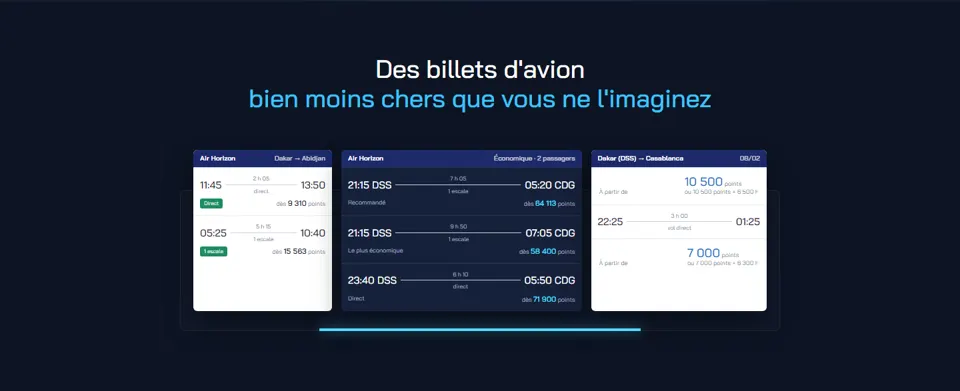 Des billets d'avion
bien moins chers que vous ne l'imaginez
Air Horizon Dakar → Abidjan
2 h 05
11:45 13:50
direct
Direct dès 9 310 points
5 h 15
05:25 10:40
1 escale
1 escale dès 15 563 points
Air Horizon Économique · 2 passagers
7 h 05
21:15 DSS 05:20 CDG
1 escale
Recommandé dès 64 113 points
9 h 50
21:15 DSS 07:05 CDG
1 escale
Le plus économique dès 58 400 points
6 h 10
23:40 DSS 05:50 CDG
direct
Direct dès 71 900 points
Dakar (DSS) → Casablanca 08/02
10 500 points
À partir de ou 10 500 points + 6 500 F
3 h 00
22:25 01:25
vol direct
7 000 points
À partir de ou 7 000 points + 6 300 F